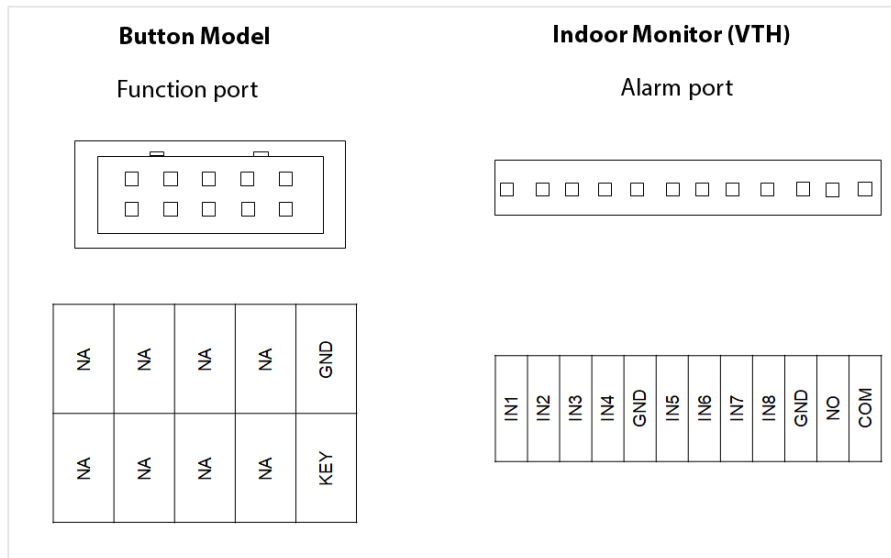 Button Model
Function port
NA NA NA NA GND
NA NA NA NA KEY
Indoor Monitor (VTH)
Alarm port
IN1 IN2 IN3 IN4 GND IN5 IN6 IN7 IN8 GND NO COM